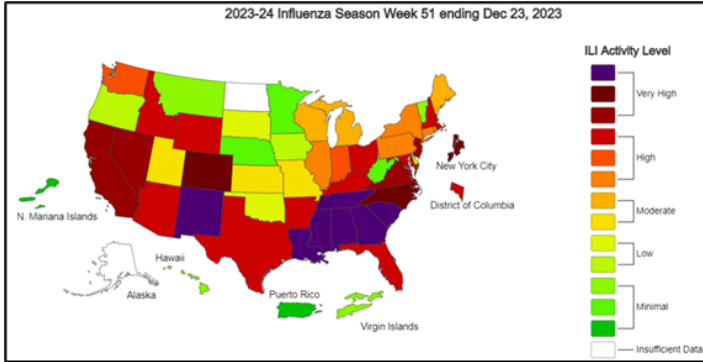 2023-24 Influenza Season Week 51 ending Dec 23, 2023
ILI Activity Level
Very High
High
Moderate
Low
Minimal
Insufficient Data
New York City
District of Columbia
N. Mariana Islands
Alaska
Hawaii
Puerto Rico
Virgin Islands